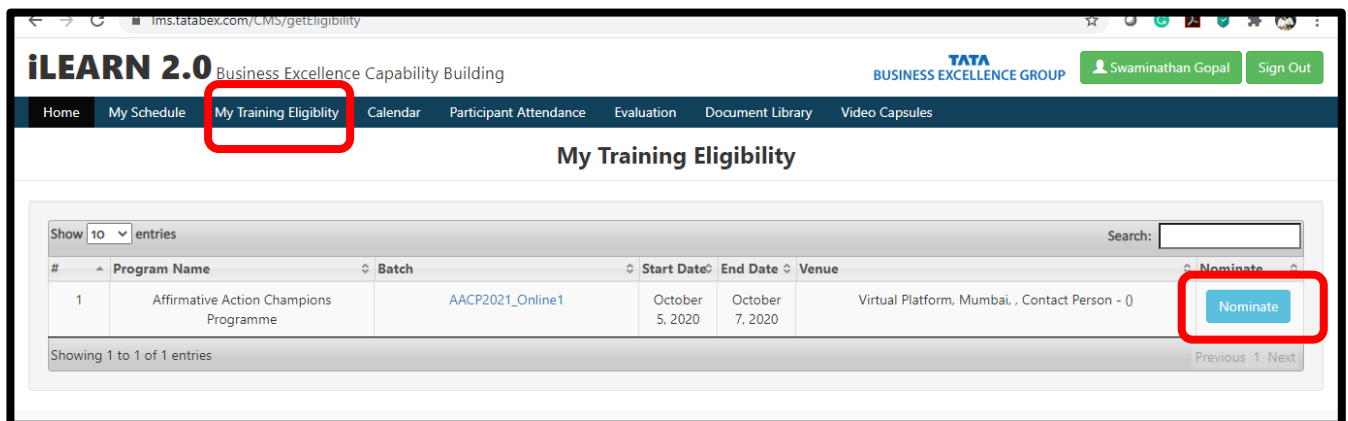 lms.tatabex.com/CMS/getEligibility
iLEARN 2.0 Business Excellence Capability Building
TATA
BUSINESS EXCELLENCE GROUP
Swaminathan Gopal
Sign Out
Home My Schedule My Training Eligiblity Calendar Participant Attendance Evaluation Document Library Video Capsules
My Training Eligibility
Show 10 entries
Search:
# Program Name Batch Start Date End Date Venue Nominate
1 Affirmative Action Champions Programme AACP2021_Online1 October 5, 2020 October 7, 2020 Virtual Platform, Mumbai, , Contact Person - () Nominate
Showing 1 to 1 of 1 entries
Previous 1 Next